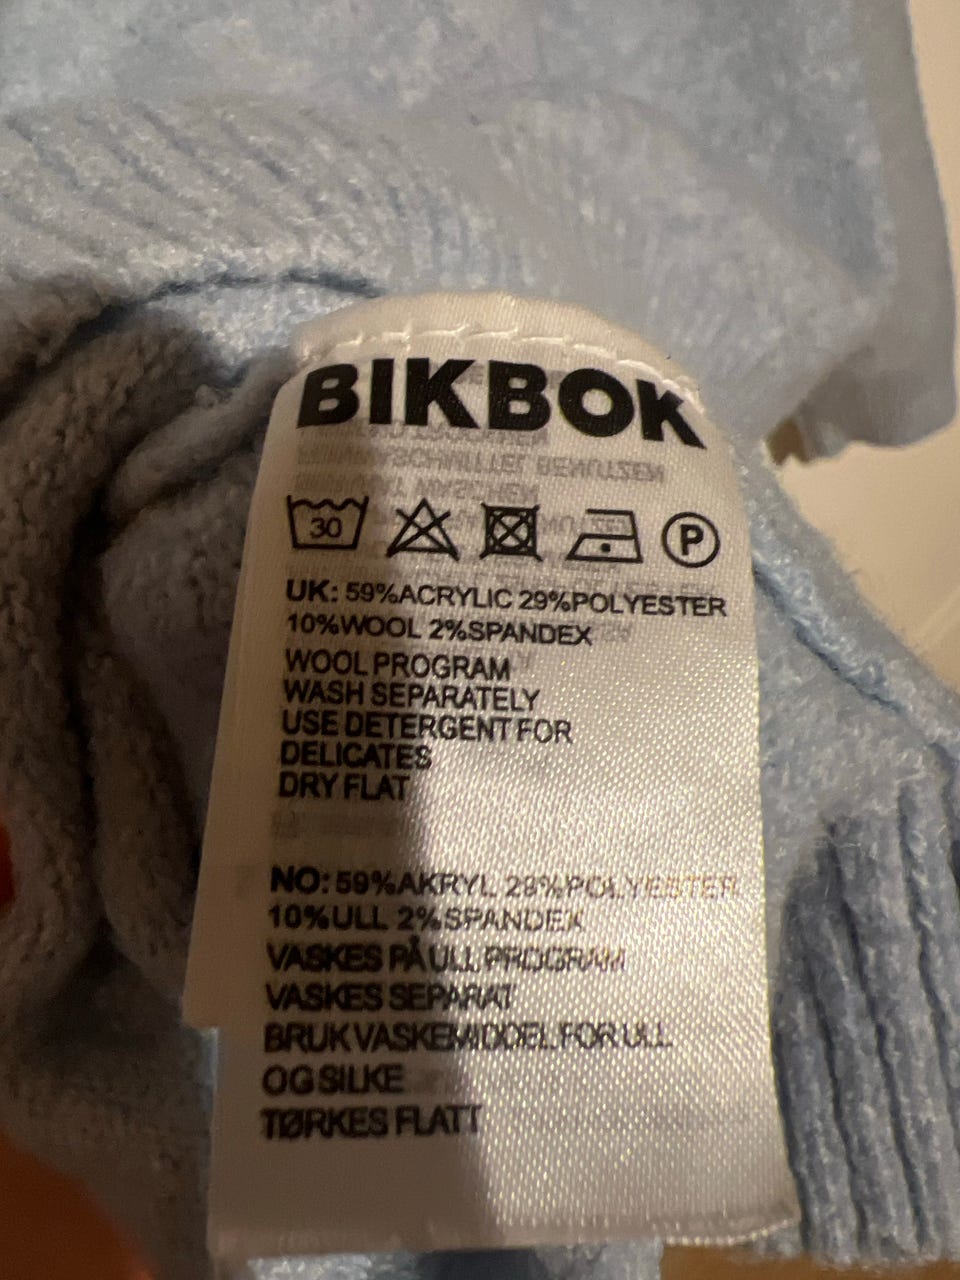 BIKBOK
30 P
UK: 59%ACRYLIC 29%POLYESTER
10%WOOL 2%SPANDEX
WOOL PROGRAM
WASH SEPARATELY
USE DETERGENT FOR
DELICATES
DRY FLAT
NO: 59%AKRYL 29%POLYESTER
10%ULL 2%SPANDEX
VASKES PÅ ULL PROGRAM
VASKES SEPARAT
BRUK VASKEMIDDEL FOR ULL
OG SILKE
TØRKES FLATT